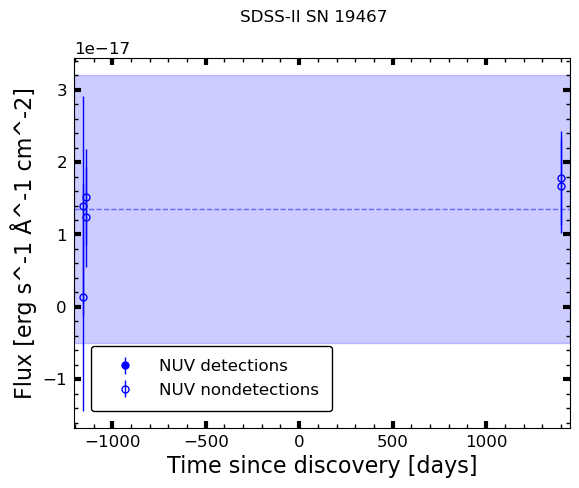 SDSS-II SN 19467
1e−17
Flux [erg s^-1 Å^-1 cm^-2]
3
2
1
0
−1
NUV detections
NUV nondetections
−1000 −500 0 500 1000
Time since discovery [days]